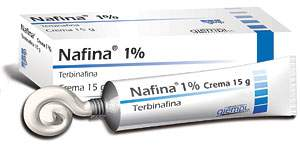 Nafina® 1%
Terbinafina
Crema 15 g
Nafina® 1% Crema 15 g
Terbinafina